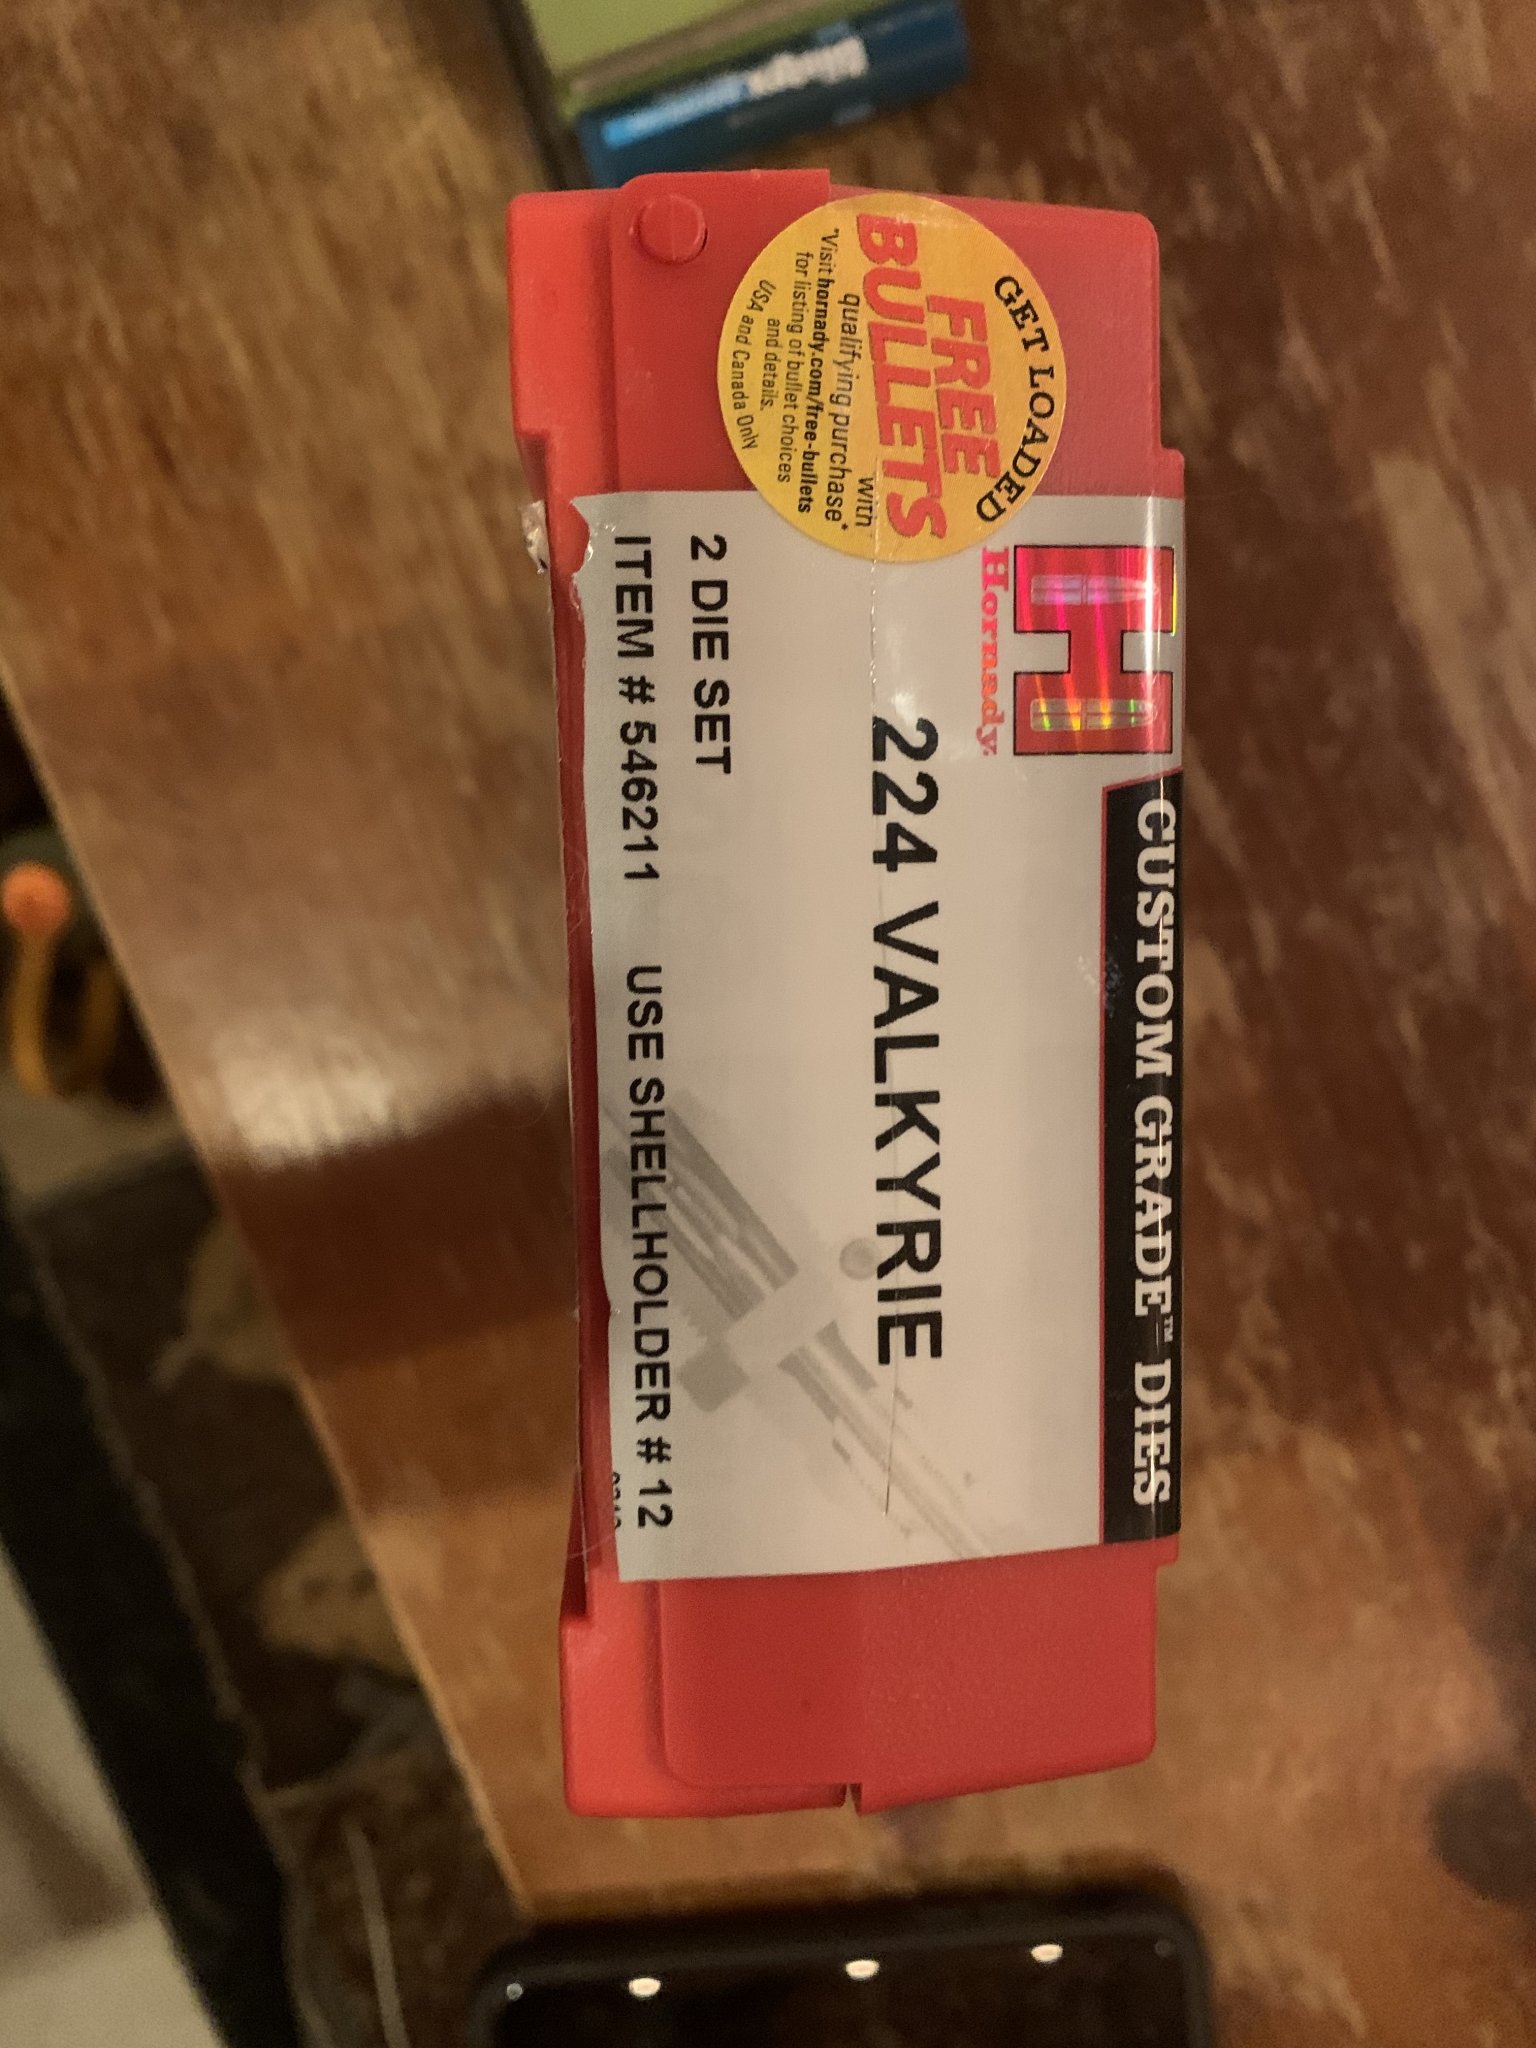 GET LOADED
FREE
BULLETS
with
qualifying purchase*
*Visit hornady.com/free-bullets
for listing of bullet choices
and details.
USA and Canada Only
H
Hornady
CUSTOM GRADE™ DIES
224 VALKYRIE
2 DIE SET
ITEM # 546211 USE SHELLHOLDER # 12